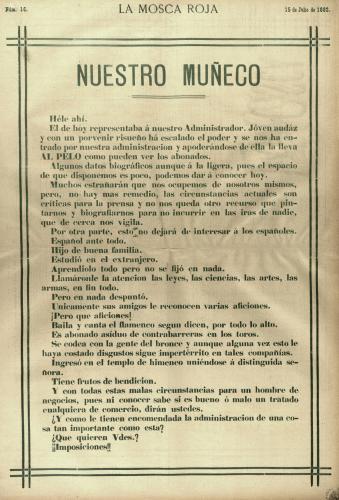 Núm. 16.
LA MOSCA ROJA
15 de Julio de 1882.
NUESTRO MUÑECO
Héle ahí.
El de hoy representaba á nuestro Administrador. Jóven audáz
y con un porvenir risueño há escalado el poder y se nos ha en-
trado por nuestra administracion y apoderándose de ella la lleva
AL PELO como pueden ver los abonados.
Algunos datos biográficos aunque á la ligera, pues el espacio
de que disponemos es poco, podemos dar á conocer hoy.
Muchos estrañarán que nos ocupemos de nosotros mismos,
pero, no hay mas remedio, las circunstancias actuales son
críticas para la prensa y no nos queda otro recurso que pin-
tarnos y biografiarnos para no incurrir en las iras de nadie,
que de cerca nos vigila.
Por otra parte, esto no dejará de interesar á los españoles.
Español ante todo.
Hijo de buena familia.
Estudió en el extranjero.
Aprendiolo todo pero no se fijó en nada.
Llamáronle la atencion las leyes, las ciencias, las artes, las
armas, en fin todo.
Pero en nada despuntó.
Unicamente sus amigos le reconocen varias aficiones.
¡Pero que aficiones!
Baila y canta el flamenco segun dicen, por todo lo alto.
Es abonado asíduo de contrabarreras en los toros.
Se codea con la gente del bronce y aunque alguna vez esto le
haya costado disgustos sigue impertérrito en tales compañías.
Ingresó en el templo de himeneo uniéndose á distinguida se-
ñora.
Tiene frutos de bendicion.
Y con todas estas malas circunstancias para un hombre de
negocios, pues ni conocer sabe si es bueno ó malo un tratado
cualquiera de comercio, dirán ustedes.
¿Y como le tienen encomendada la administracion de una co-
sa tan importante como esta?
¿Que quieren Vdes.?
¡¡Imposiciones!!